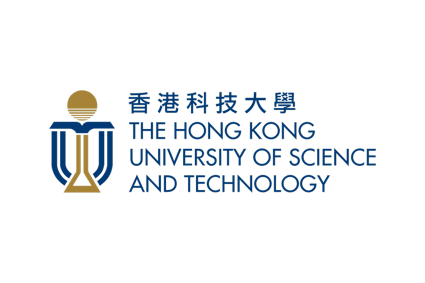 香港科技大學
THE HONG KONG
UNIVERSITY OF SCIENCE
AND TECHNOLOGY